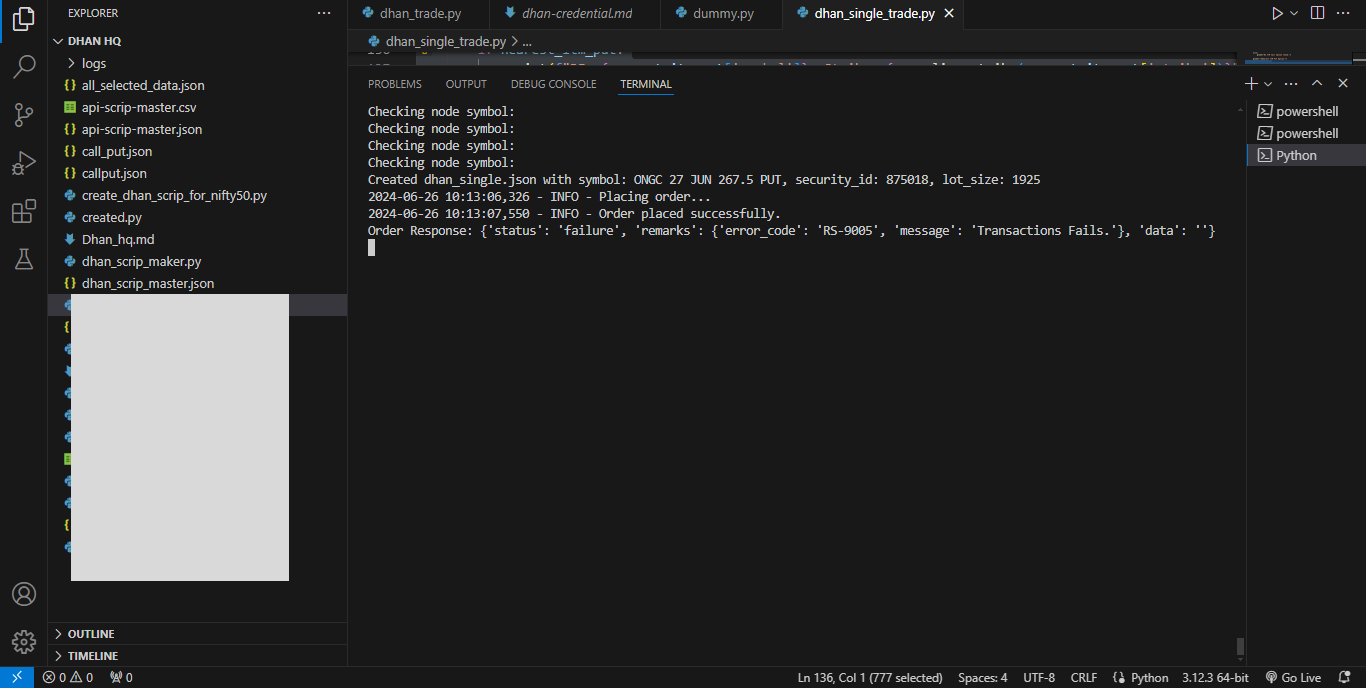 EXPLORER
DHAN HQ
logs
all_selected_data.json
api-scrip-master.csv
api-scrip-master.json
call_put.json
callput.json
create_dhan_scrip_for_nifty50.py
created.py
Dhan_hq.md
dhan_scrip_maker.py
dhan_scrip_master.json
OUTLINE
TIMELINE
dhan_trade.py dhan-credential.md dummy.py dhan_single_trade.py
dhan_single_trade.py > ...
PROBLEMS OUTPUT DEBUG CONSOLE TERMINAL
Checking node symbol:
Checking node symbol:
Checking node symbol:
Checking node symbol:
Created dhan_single.json with symbol: ONGC 27 JUN 267.5 PUT, security_id: 875018, lot_size: 1925
2024-06-26 10:13:06,326 - INFO - Placing order...
2024-06-26 10:13:07,550 - INFO - Order placed successfully.
Order Response: {'status': 'failure', 'remarks': {'error_code': 'RS-9005', 'message': 'Transactions Fails.'}, 'data': ''}
powershell
powershell
Python
0 0 0 Ln 136, Col 1 (777 selected) Spaces: 4 UTF-8 CRLF Python 3.12.3 64-bit Go Live